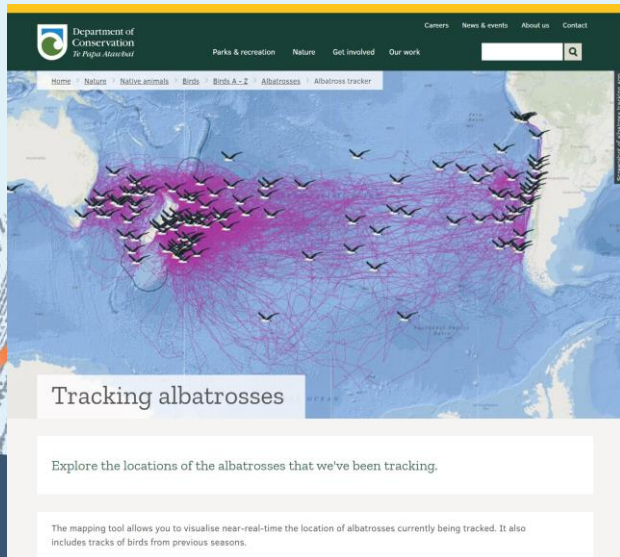 Careers News & events About us Contact
Department of
Conservation
Te Papa Atawhai
Parks & recreation Nature Get involved Our work
Home > Nature > Native animals > Birds > Birds A – Z > Albatrosses > Albatross tracker
Tracking albatrosses
Explore the locations of the albatrosses that we've been tracking.
The mapping tool allows you to visualise near-real-time the location of albatrosses currently being tracked. It also
includes tracks of birds from previous seasons.